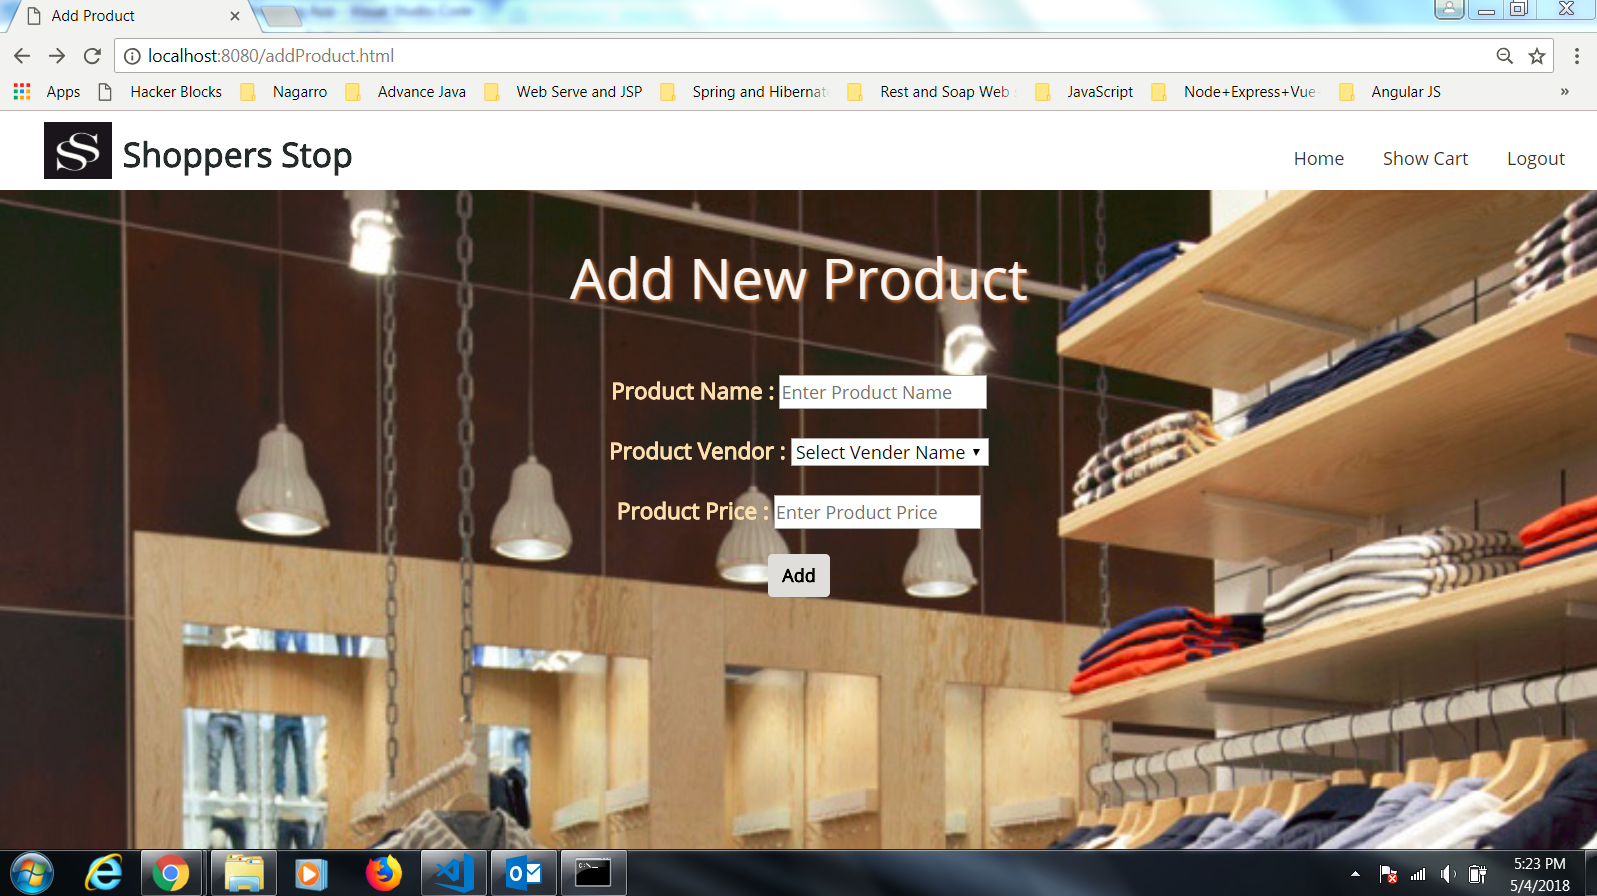 Add Product
localhost:8080/addProduct.html
Apps Hacker Blocks Nagarro Advance Java Web Serve and JSP Spring and Hibernat Rest and Soap Web JavaScript Node+Express+Vue Angular JS »
SS Shoppers Stop
Home Show Cart Logout
Add New Product
Product Name : Enter Product Name
Product Vendor : Select Vender Name
Product Price : Enter Product Price
Add
5:23 PM
5/4/2018